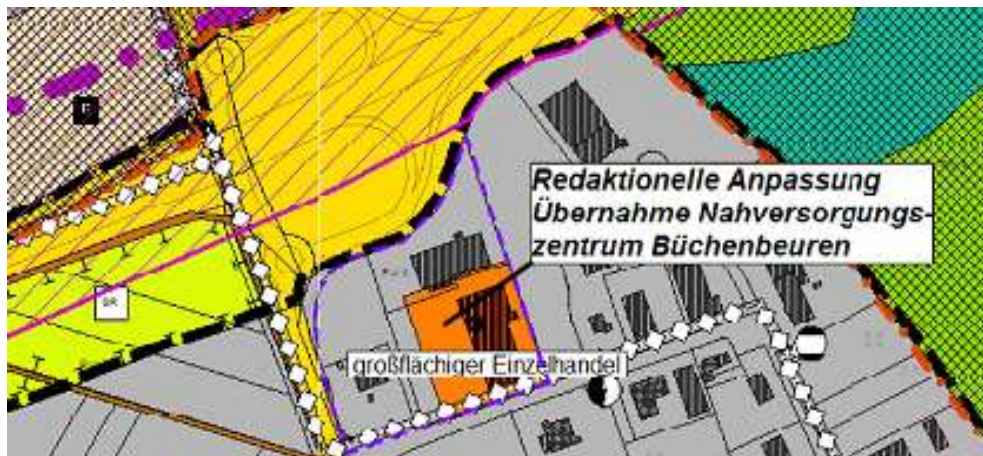 Redaktionelle Anpassung
Übernahme Nahversorgungs-
zentrum Büchenbeuren
großflächiger Einzelhandel